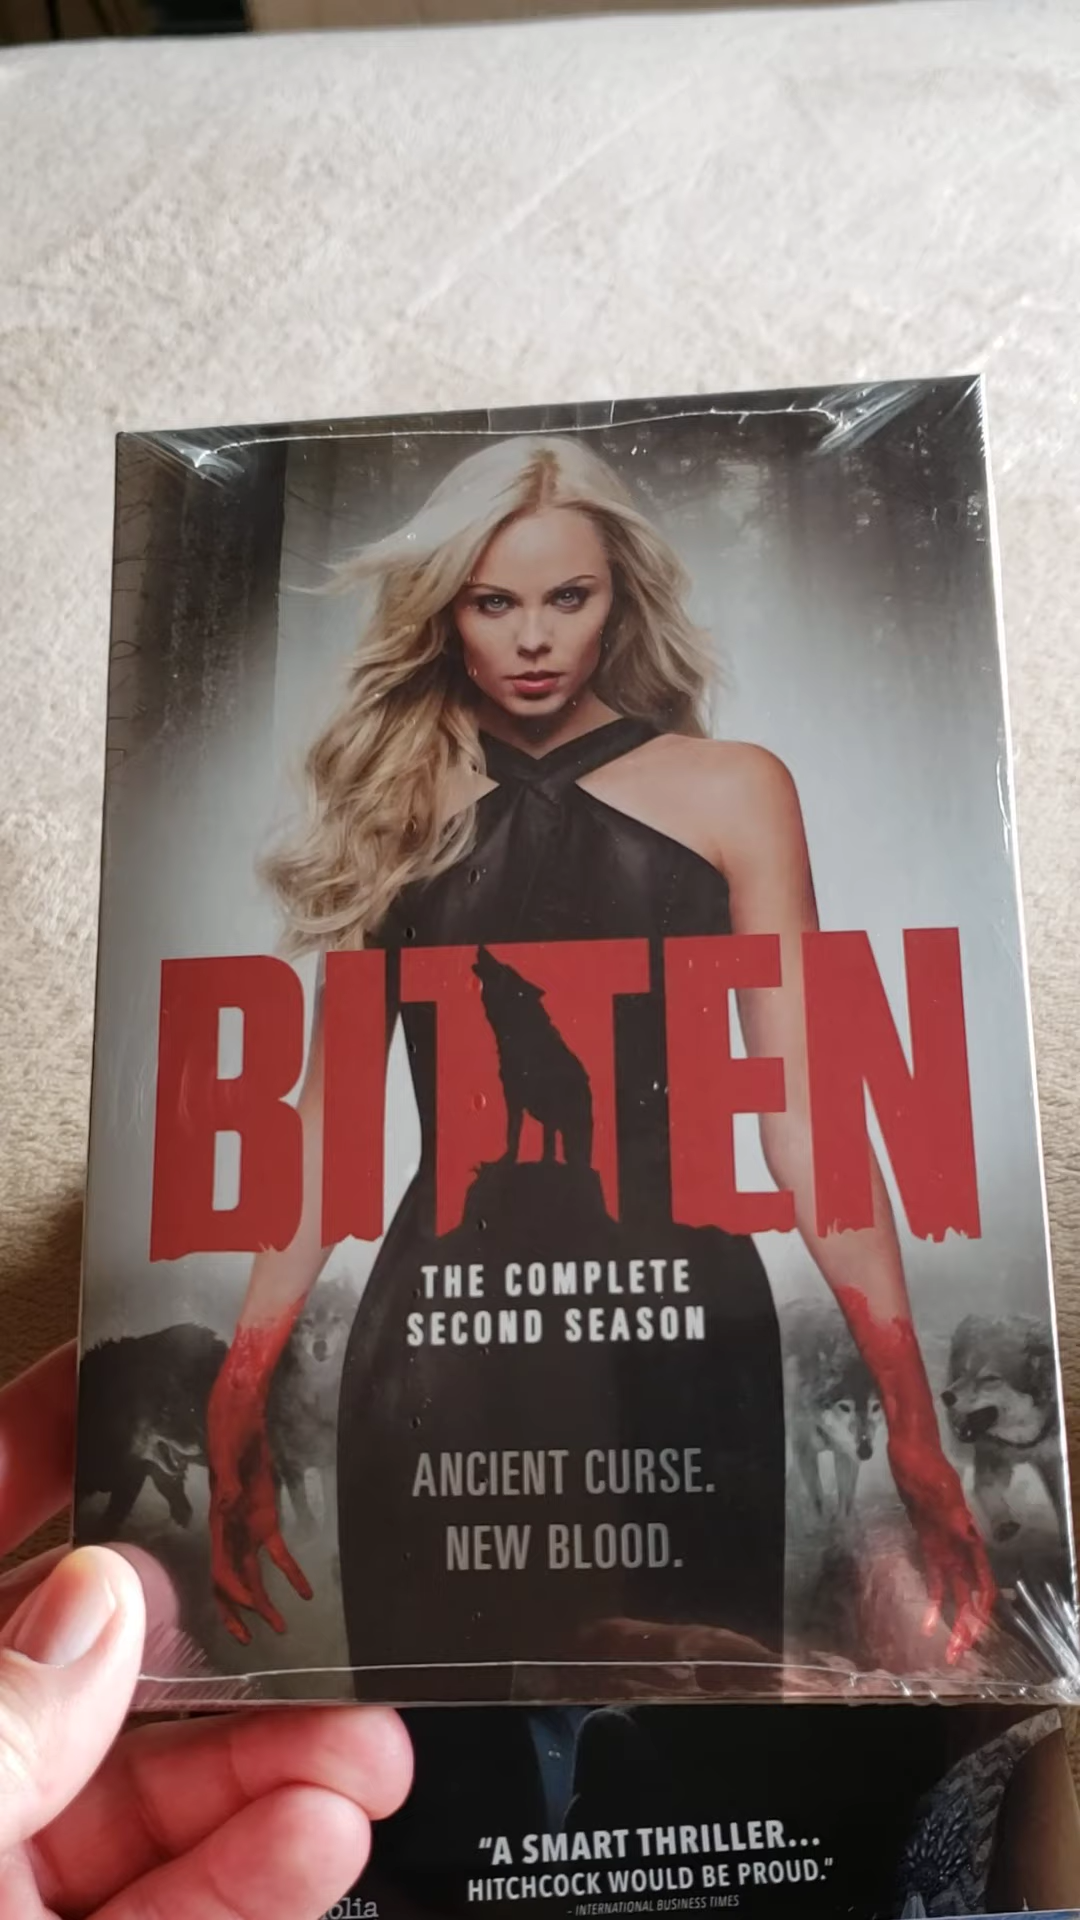 BITTEN
THE COMPLETE
SECOND SEASON
ANCIENT CURSE.
NEW BLOOD.
"A SMART THRILLER...
HITCHCOCK WOULD BE PROUD."
- INTERNATIONAL BUSINESS TIMES